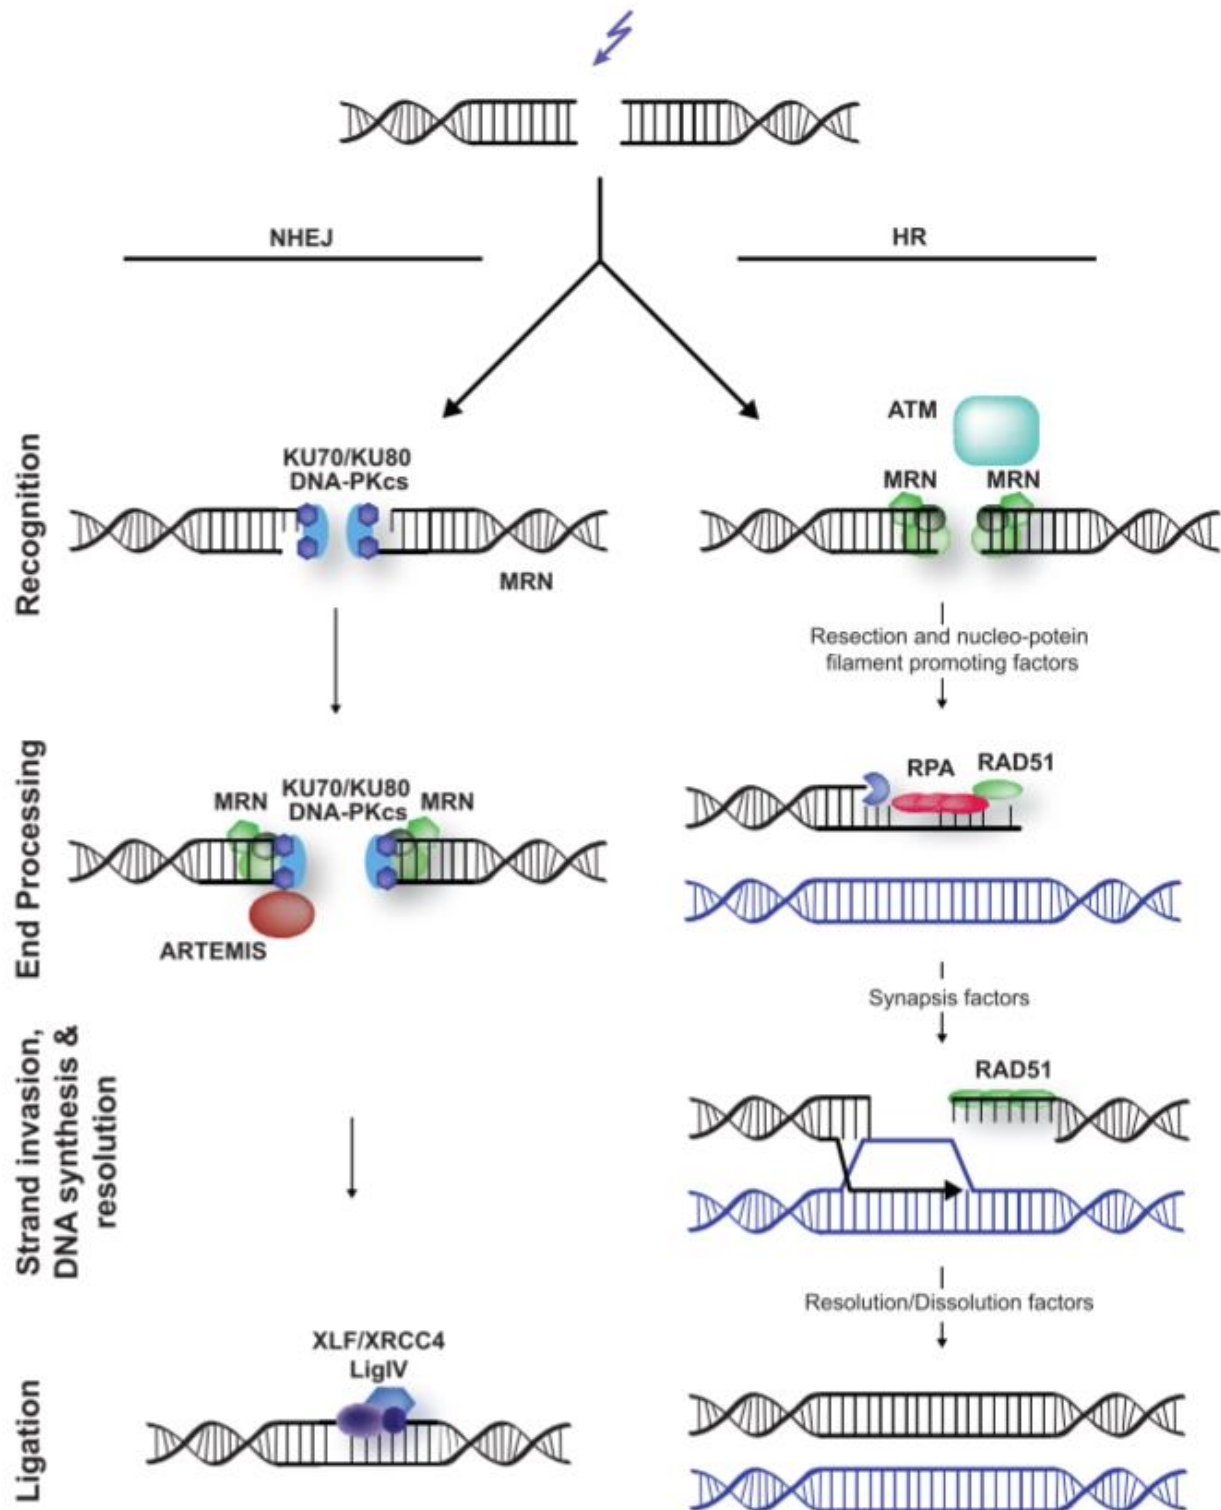 NHEJ
HR
Recognition
KU70/KU80
DNA-PKcs
MRN
ATM
MRN
MRN
Resection and nucleo-potein
filament promoting factors
End Processing
MRN
KU70/KU80
DNA-PKcs
MRN
ARTEMIS
RPA
RAD51
Synapsis factors
Strand invasion,
DNA synthesis &
resolution
RAD51
Resolution/Dissolution factors
Ligation
XLF/XRCC4
LigIV